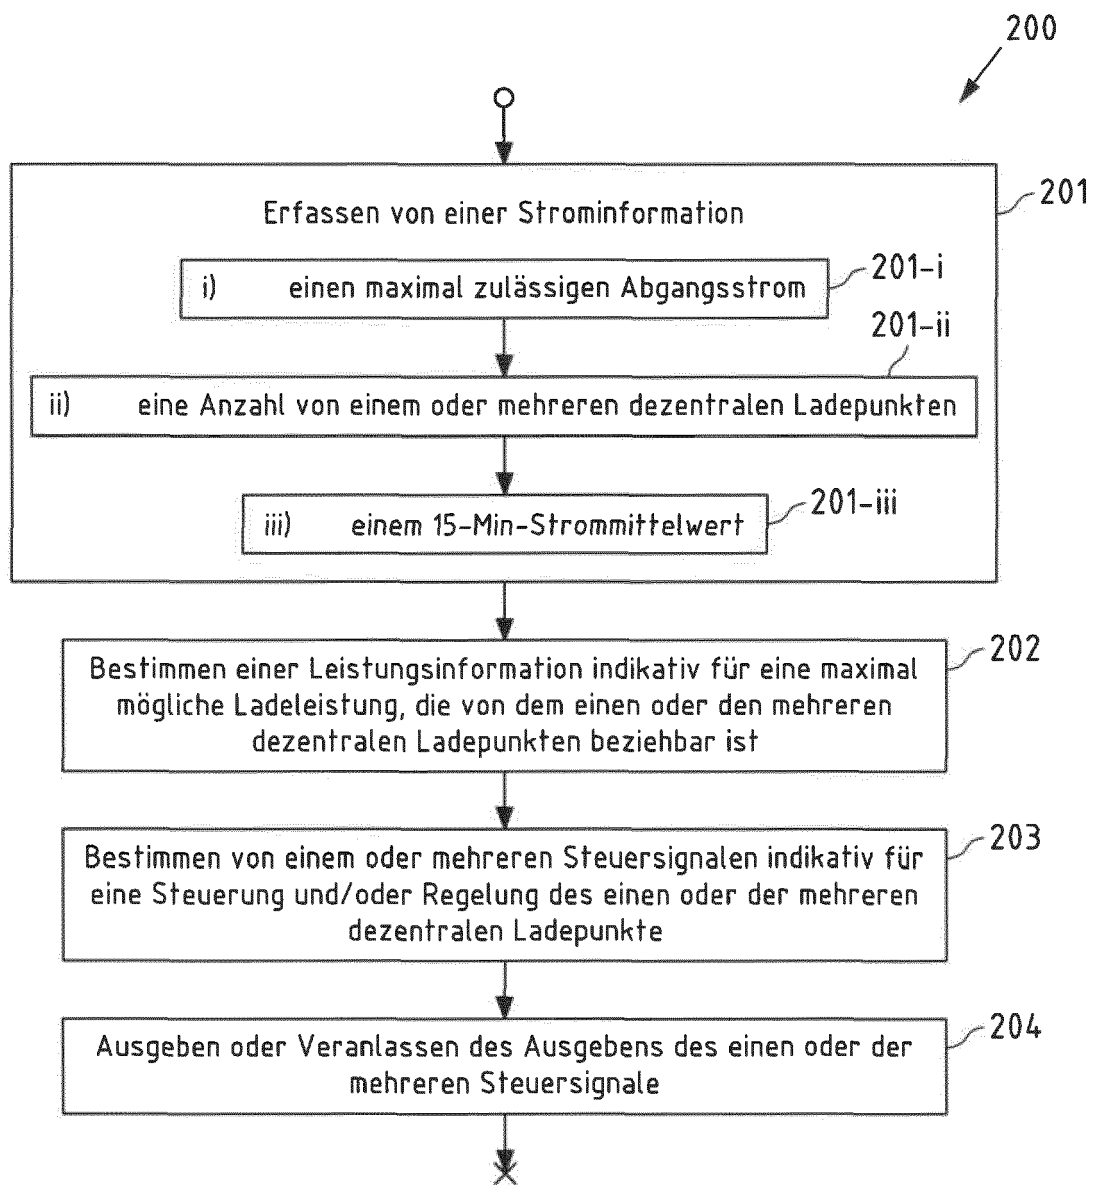 200
201
Erfassen von einer Strominformation
201-i
i) einen maximal zulässigen Abgangsstrom
201-ii
ii) eine Anzahl von einem oder mehreren dezentralen Ladepunkten
201-iii
iii) einem 15-Min-Strommittelwert
202
Bestimmen einer Leistungsinformation indikativ für eine maximal
mögliche Ladeleistung, die von dem einen oder den mehreren
dezentralen Ladepunkten beziehbar ist
203
Bestimmen von einem oder mehreren Steuersignalen indikativ für
eine Steuerung und/oder Regelung des einen oder der mehreren
dezentralen Ladepunkte
204
Ausgeben oder Veranlassen des Ausgebens des einen oder der
mehreren Steuersignale